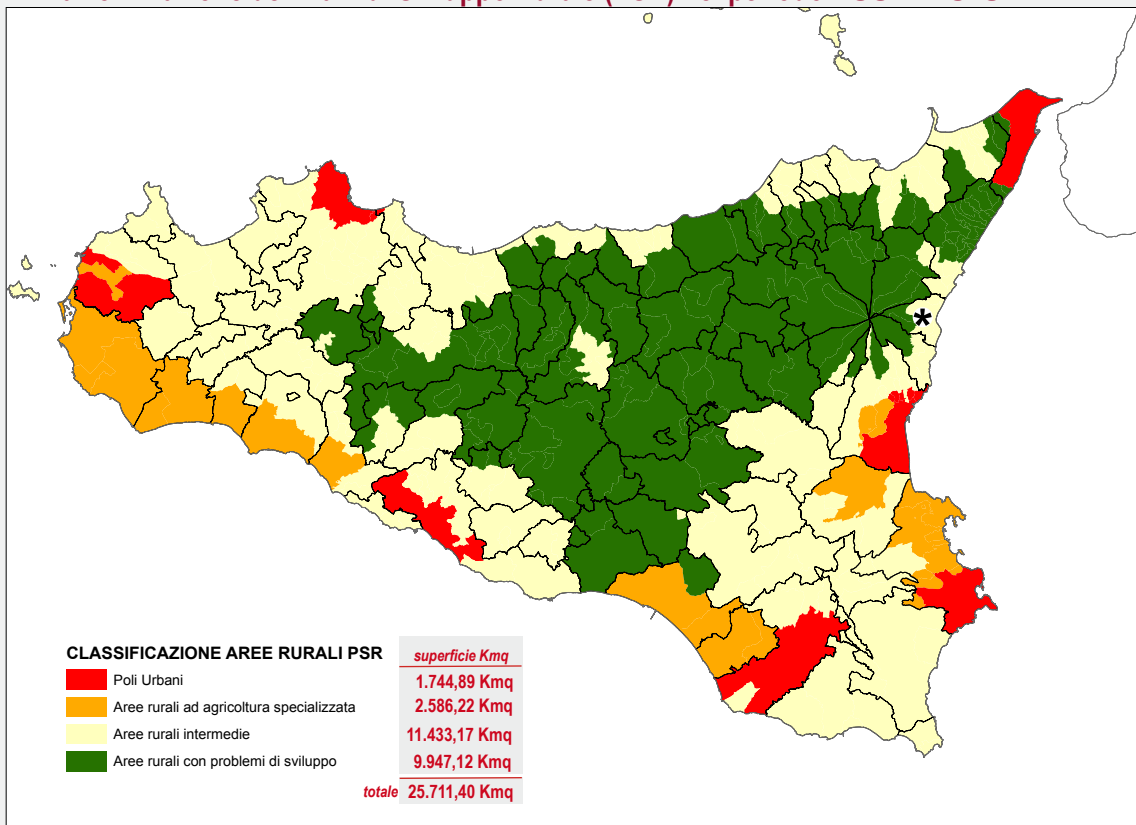 CLASSIFICAZIONE AREE RURALI PSR superficie Kmq
Poli Urbani 1.744,89 Kmq
Aree rurali ad agricoltura specializzata 2.586,22 Kmq
Aree rurali intermedie 11.433,17 Kmq
Aree rurali con problemi di sviluppo 9.947,12 Kmq
totale 25.711,40 Kmq
*